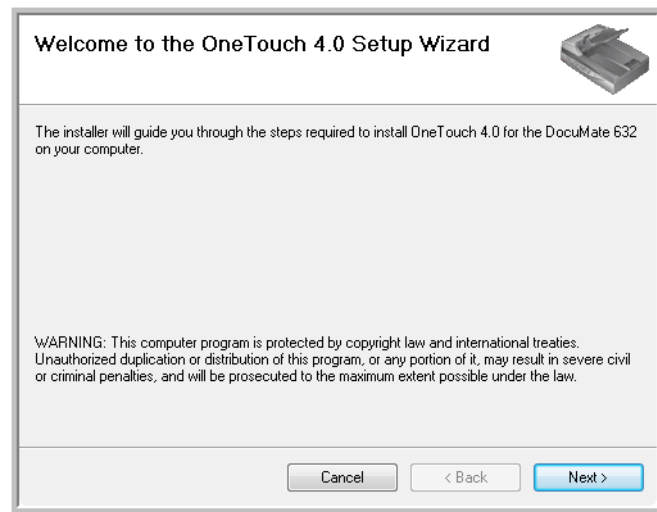 Welcome to the OneTouch 4.0 Setup Wizard
The installer will guide you through the steps required to install OneTouch 4.0 for the DocuMate 632
on your computer.
WARNING: This computer program is protected by copyright law and international treaties.
Unauthorized duplication or distribution of this program, or any portion of it, may result in severe civil
or criminal penalties, and will be prosecuted to the maximum extent possible under the law.
Cancel < Back Next >